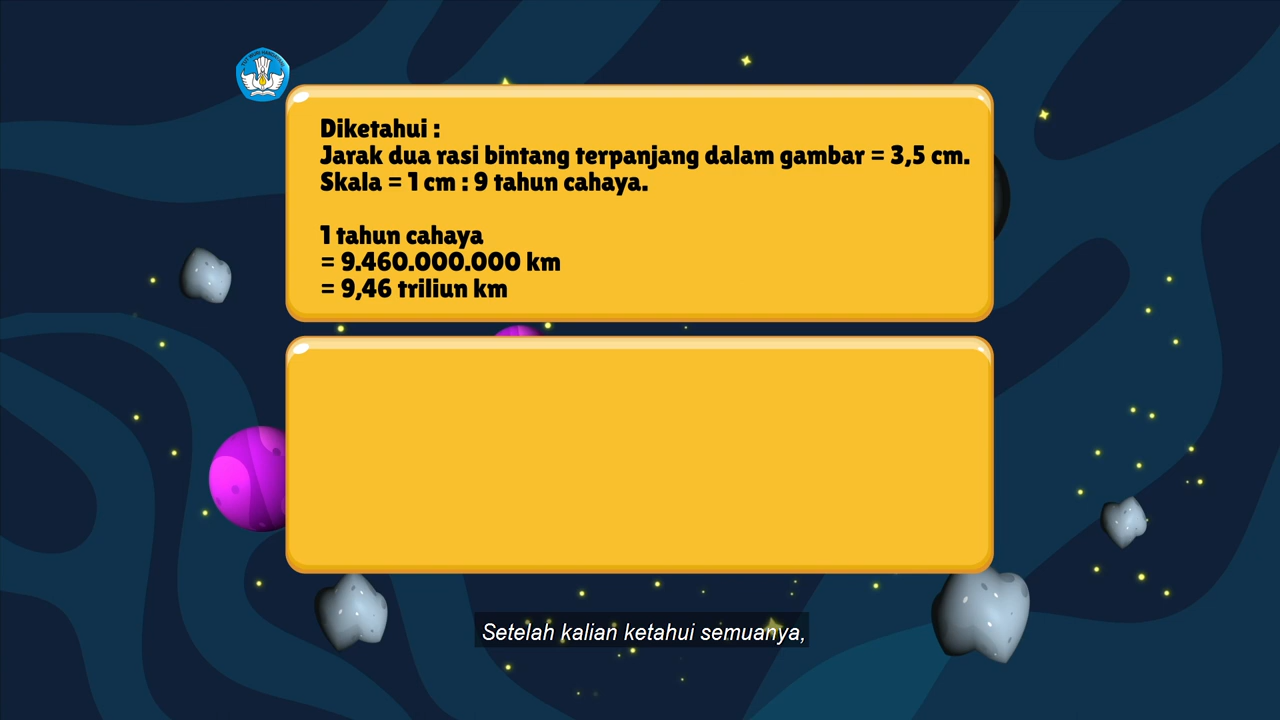 Diketahui :
Jarak dua rasi bintang terpanjang dalam gambar = 3,5 cm.
Skala = 1 cm : 9 tahun cahaya.
1 tahun cahaya
= 9.460.000.000 km
= 9,46 triliun km
Setelah kalian ketahui semuanya,